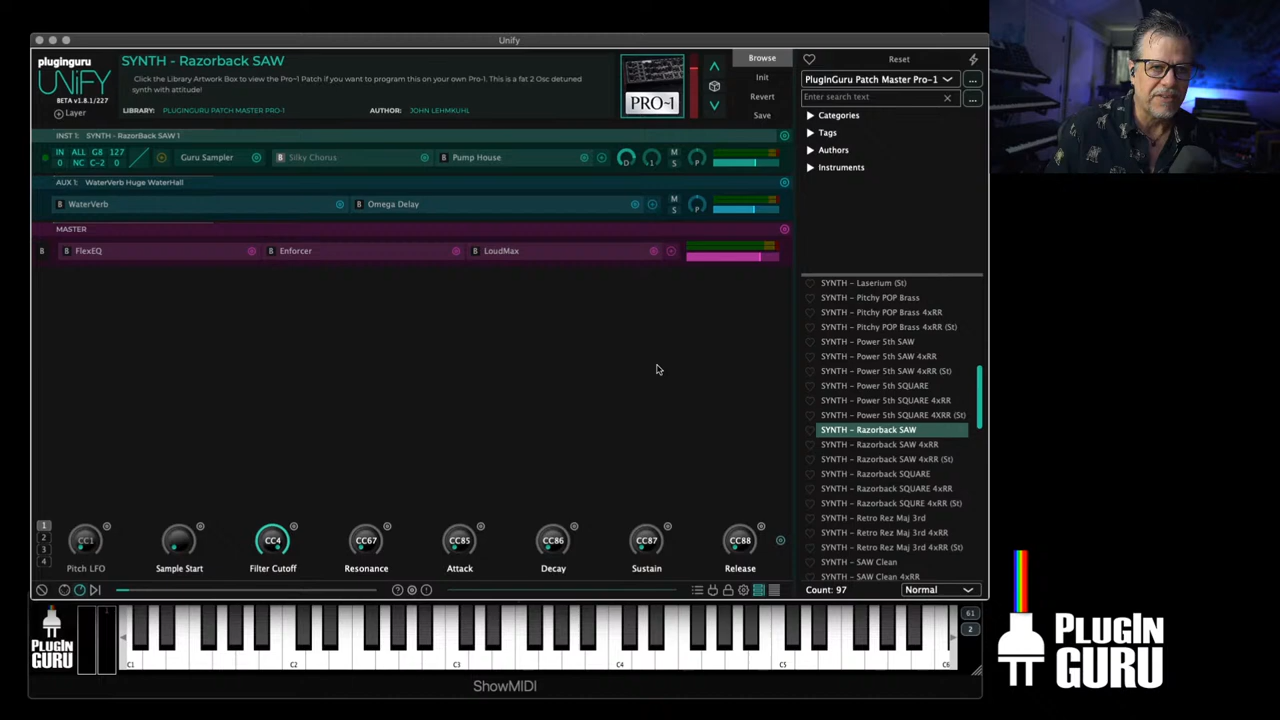 Unify
pluginguru
UNiFY
BETA v1.8.1/227
Layer
SYNTH - Razorback SAW
Click the Library Artwork Box to view the Pro-1 Patch if you want to program this on your own Pro-1. This is a fat 2 Osc detuned
synth with attitude!
LIBRARY: PLUGINGURU PATCH MASTER PRO-1 AUTHOR: JOHN LEHMKUHL
PRO~1
Browse
Init
Revert
Save
Reset
PluginGuru Patch Master Pro-1
...
Enter search text
...
Categories
Tags
Authors
Instruments
INST 1: SYNTH - RazorBack SAW 1
IN ALL G8 127
0 NC C-2 0
Guru Sampler
B Silky Chorus
B Pump House
D
1
M
S
P
AUX 1: WaterVerb Huge WaterHall
B WaterVerb
B Omega Delay
M
S
P
MASTER
B
B FlexEQ
B Enforcer
B LoudMax
SYNTH - Laserium (St)
SYNTH - Pitchy POP Brass
SYNTH - Pitchy POP Brass 4xRR
SYNTH - Pitchy POP Brass 4xRR (St)
SYNTH - Power 5th SAW
SYNTH - Power 5th SAW 4xRR
SYNTH - Power 5th SAW 4xRR (St)
SYNTH - Power 5th SQUARE
SYNTH - Power 5th SQUARE 4xRR
SYNTH - Power 5th SQUARE 4XRR (St)
SYNTH - Razorback SAW
SYNTH - Razorback SAW 4xRR
SYNTH - Razorback SAW 4xRR (St)
SYNTH - Razorback SQUARE
SYNTH - Razorback SQUARE 4xRR
SYNTH - Razorback SQURE 4xRR (St)
SYNTH - Retro Rez Maj 3rd
SYNTH - Retro Rez Maj 3rd 4xRR
SYNTH - Retro Rez Maj 3rd 4xRR (St)
SYNTH - SAW Clean
SYNTH - SAW Clean 4xRR
Count: 97
Normal
1
2
3
4
CC1
CC4
CC67
CC85
CC86
CC87
CC88
Pitch LFO
Sample Start
Filter Cutoff
Resonance
Attack
Decay
Sustain
Release
PLUGIN
GURU
C1
C2
C3
C4
C5
C6
61
2
ShowMIDI
PLUGIN
GURU